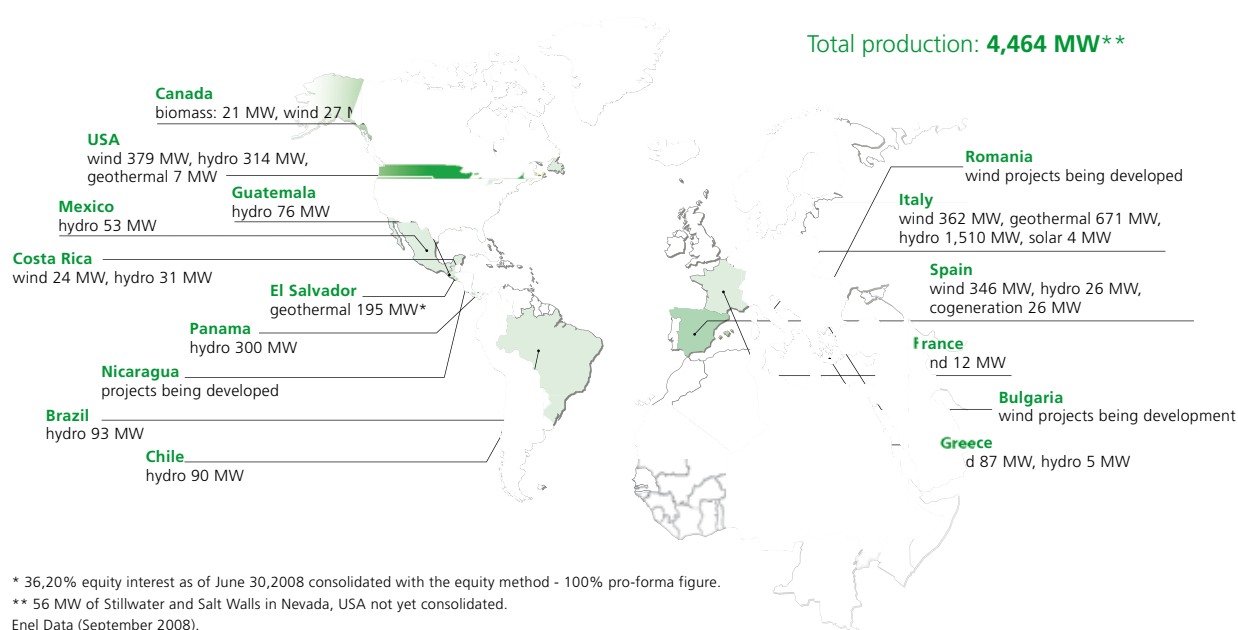 Total production: 4,464 MW**
Canada
biomass: 21 MW, wind 27
USA
wind 379 MW, hydro 314 MW,
geothermal 7 MW
Guatemala
hydro 76 MW
Mexico
hydro 53 MW
Costa Rica
wind 24 MW, hydro 31 MW
El Salvador
geothermal 195 MW*
Panama
hydro 300 MW
Nicaragua
projects being developed
Brazil
hydro 93 MW
Chile
hydro 90 MW
Romania
wind projects being developed
Italy
wind 362 MW, geothermal 671 MW,
hydro 1,510 MW, solar 4 MW
Spain
wind 346 MW, hydro 26 MW,
cogeneration 26 MW
France
nd 12 MW
Bulgaria
wind projects being development
Greece
d 87 MW, hydro 5 MW
* 36,20% equity interest as of June 30,2008 consolidated with the equity method - 100% pro-forma figure.
** 56 MW of Stillwater and Salt Walls in Nevada, USA not yet consolidated.
Enel Data (September 2008).